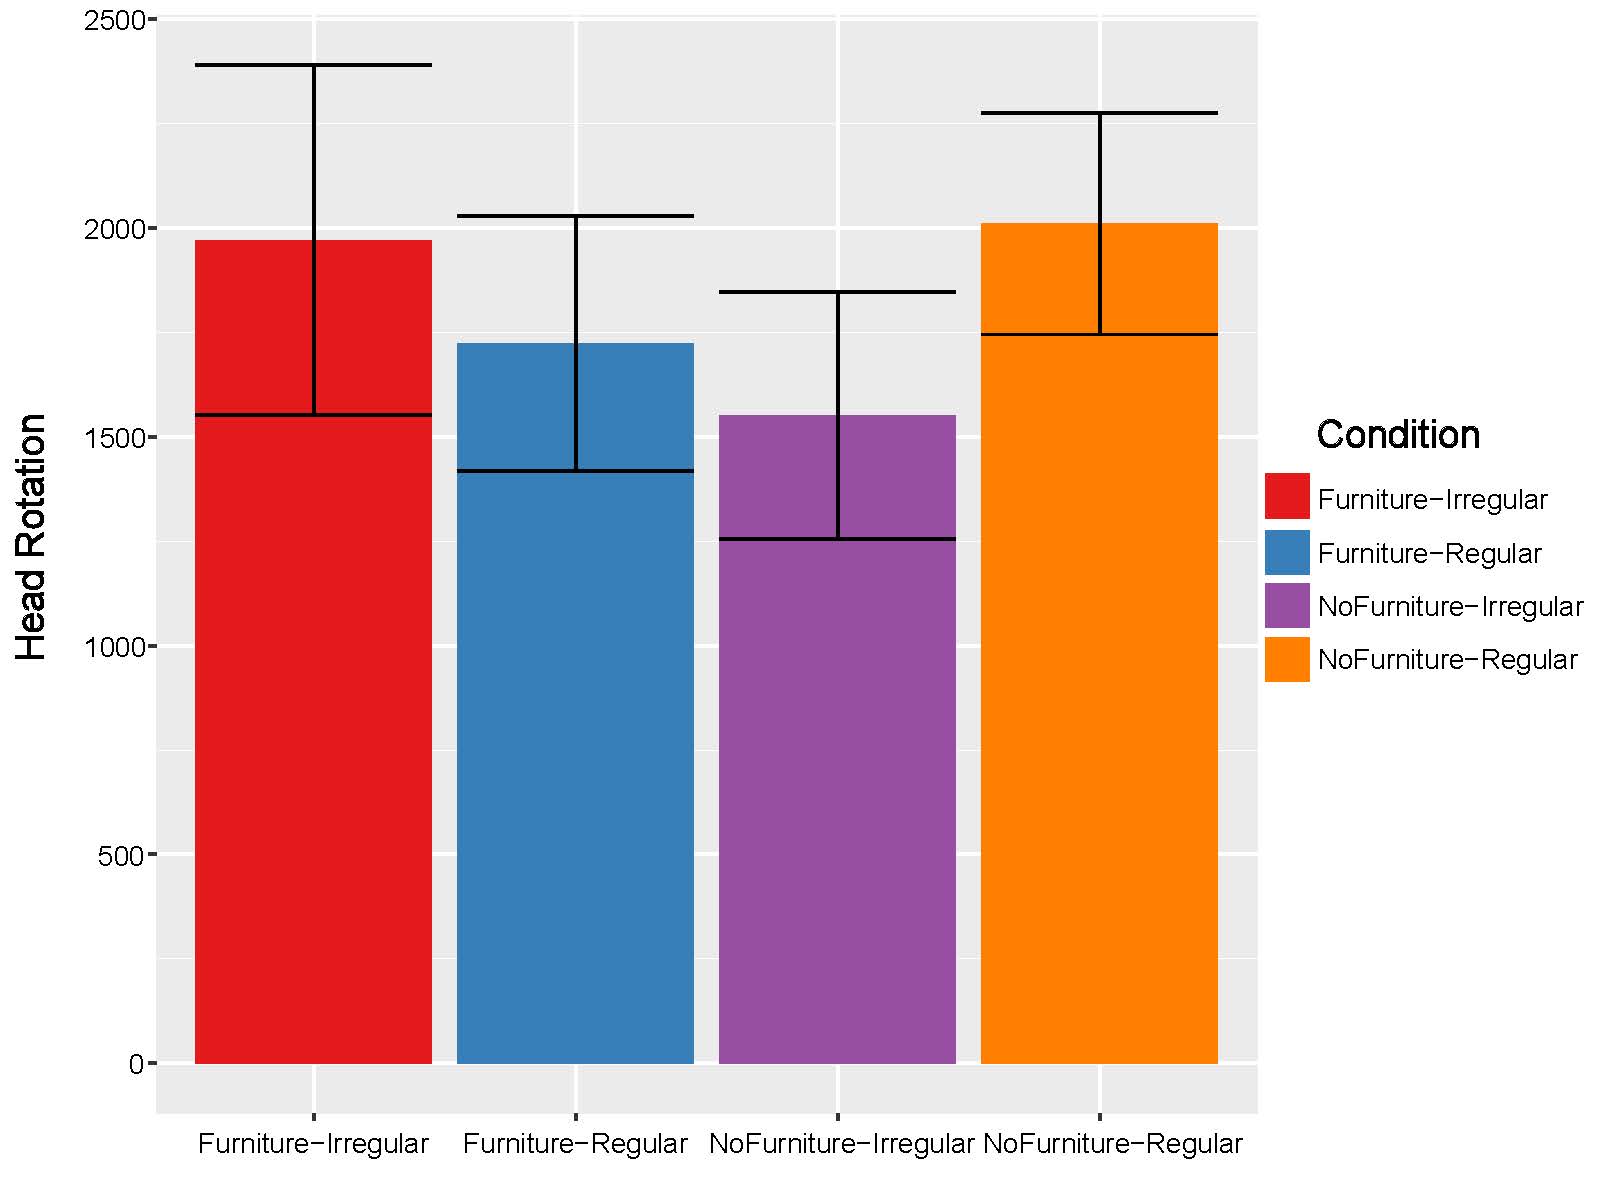 2500
2000
1500
1000
500
0
Head Rotation
Furniture-Irregular
Furniture-Regular
NoFurniture-Irregular
NoFurniture-Regular
Condition
Furniture-Irregular
Furniture-Regular
NoFurniture-Irregular
NoFurniture-Regular